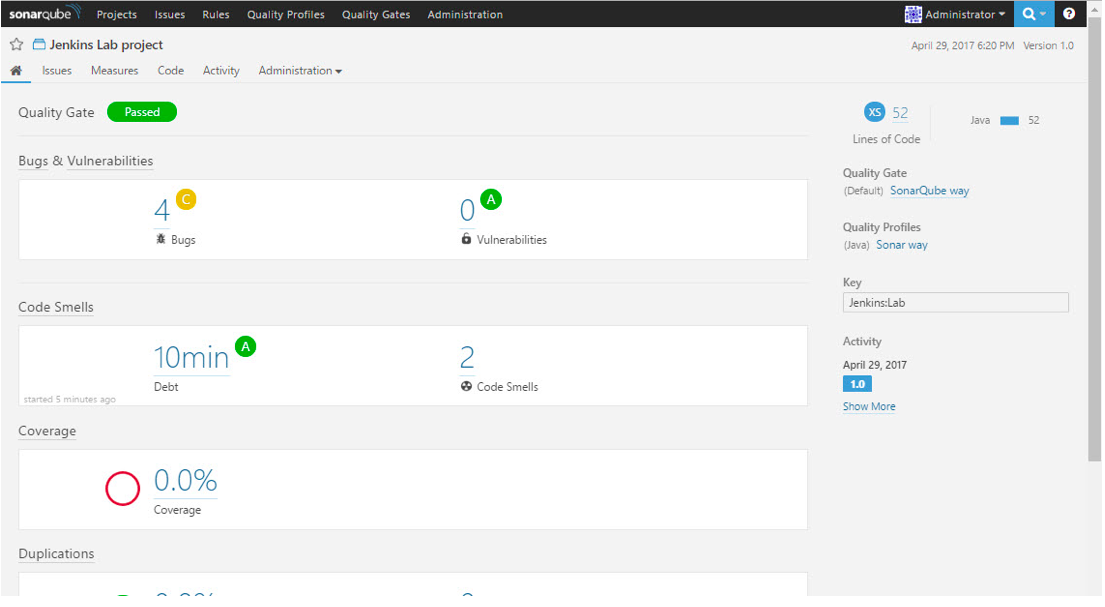 sonarqube Projects Issues Rules Quality Profiles Quality Gates Administration Administrator ?
Jenkins Lab project April 29, 2017 6:20 PM Version 1.0
Issues Measures Code Activity Administration
Quality Gate Passed
Bugs & Vulnerabilities
4 C 0 A
Bugs Vulnerabilities
Code Smells
10min A 2
Debt Code Smells
started 5 minutes ago
Coverage
0.0%
Coverage
Duplications
XS 52 Java 52
Lines of Code
Quality Gate
(Default) SonarQube way
Quality Profiles
(Java) Sonar way
Key
Jenkins:Lab
Activity
April 29, 2017
1.0
Show More